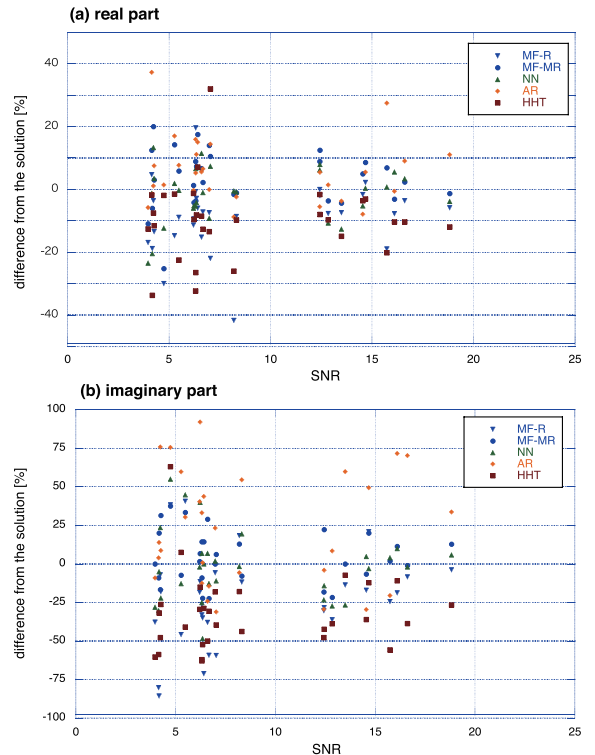 (a) real part
difference from the solution [%]
40
20
0
-20
-40
MF-R
MF-MR
NN
AR
HHT
0 5 10 15 20 25
SNR
(b) imaginary part
difference from the solution [%]
100
75
50
25
0
-25
-50
-75
-100
MF-R
MF-MR
NN
AR
HHT
0 5 10 15 20 25
SNR